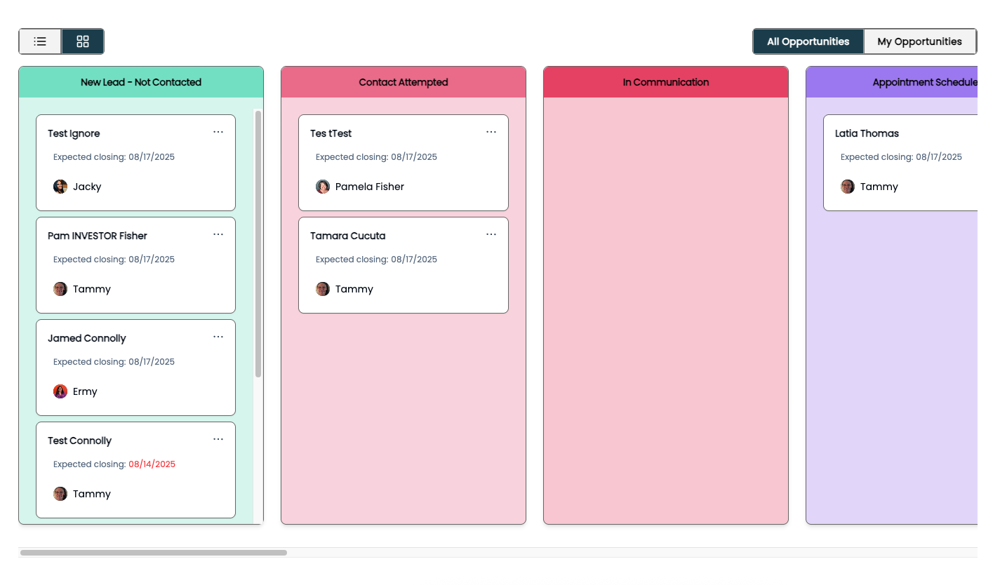 All Opportunities
My Opportunities
New Lead - Not Contacted
Test Ignore
Expected closing: 08/17/2025
Jacky
Pam INVESTOR Fisher
Expected closing: 08/17/2025
Tammy
Jamed Connolly
Expected closing: 08/17/2025
Ermy
Test Connolly
Expected closing: 08/14/2025
Tammy
Contact Attempted
Tes tTest
Expected closing: 08/17/2025
Pamela Fisher
Tamara Cucuta
Expected closing: 08/17/2025
Tammy
In Communication
Appointment Schedule
Latia Thomas
Expected closing: 08/17/2025
Tammy